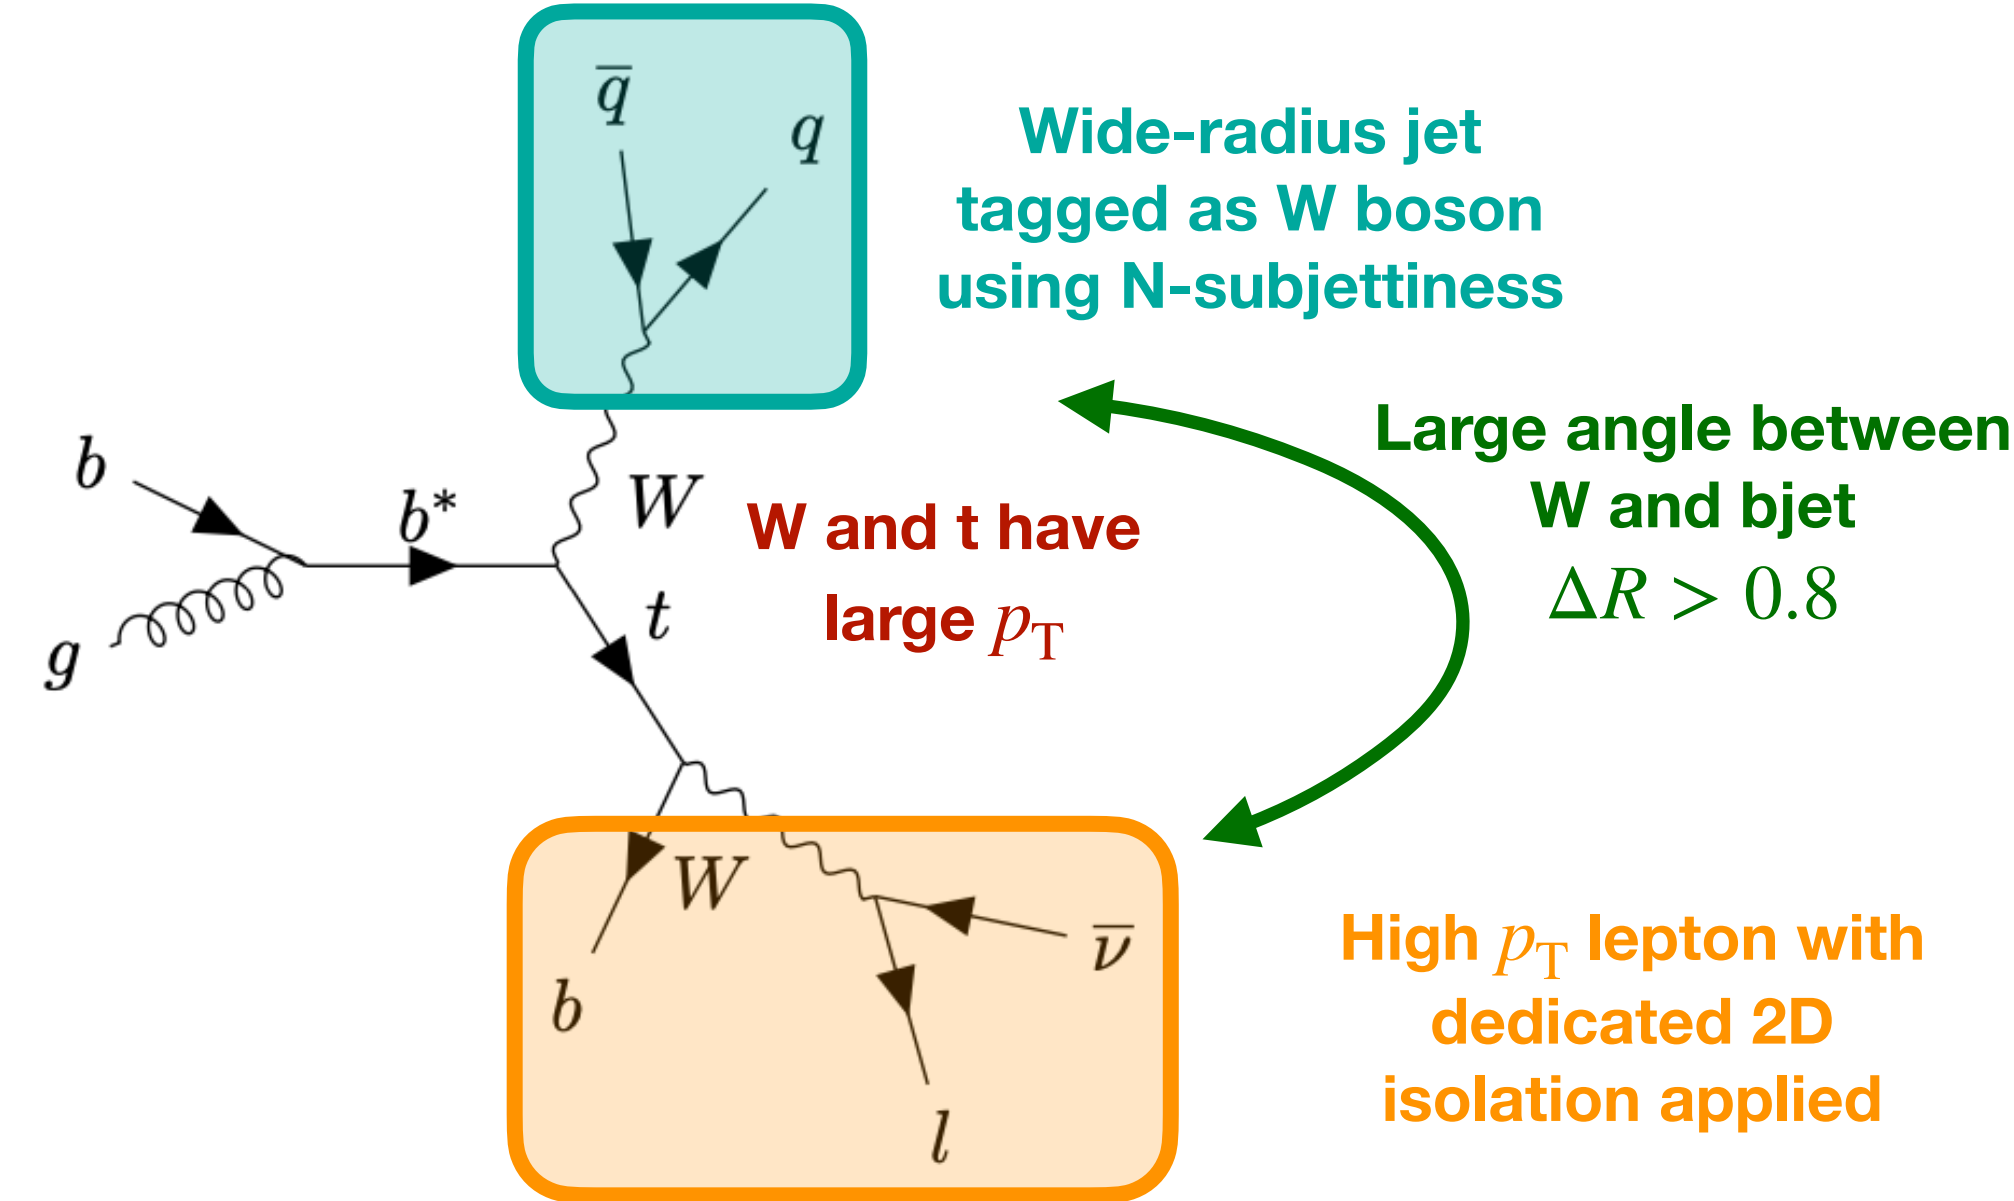 q̅
q
Wide-radius jet
tagged as W boson
using N-subjettiness
b
b*
W
g
t
W and t have
large p_T
Large angle between
W and bjet
ΔR > 0.8
W
b
ν̅
l
High p_T lepton with
dedicated 2D
isolation applied